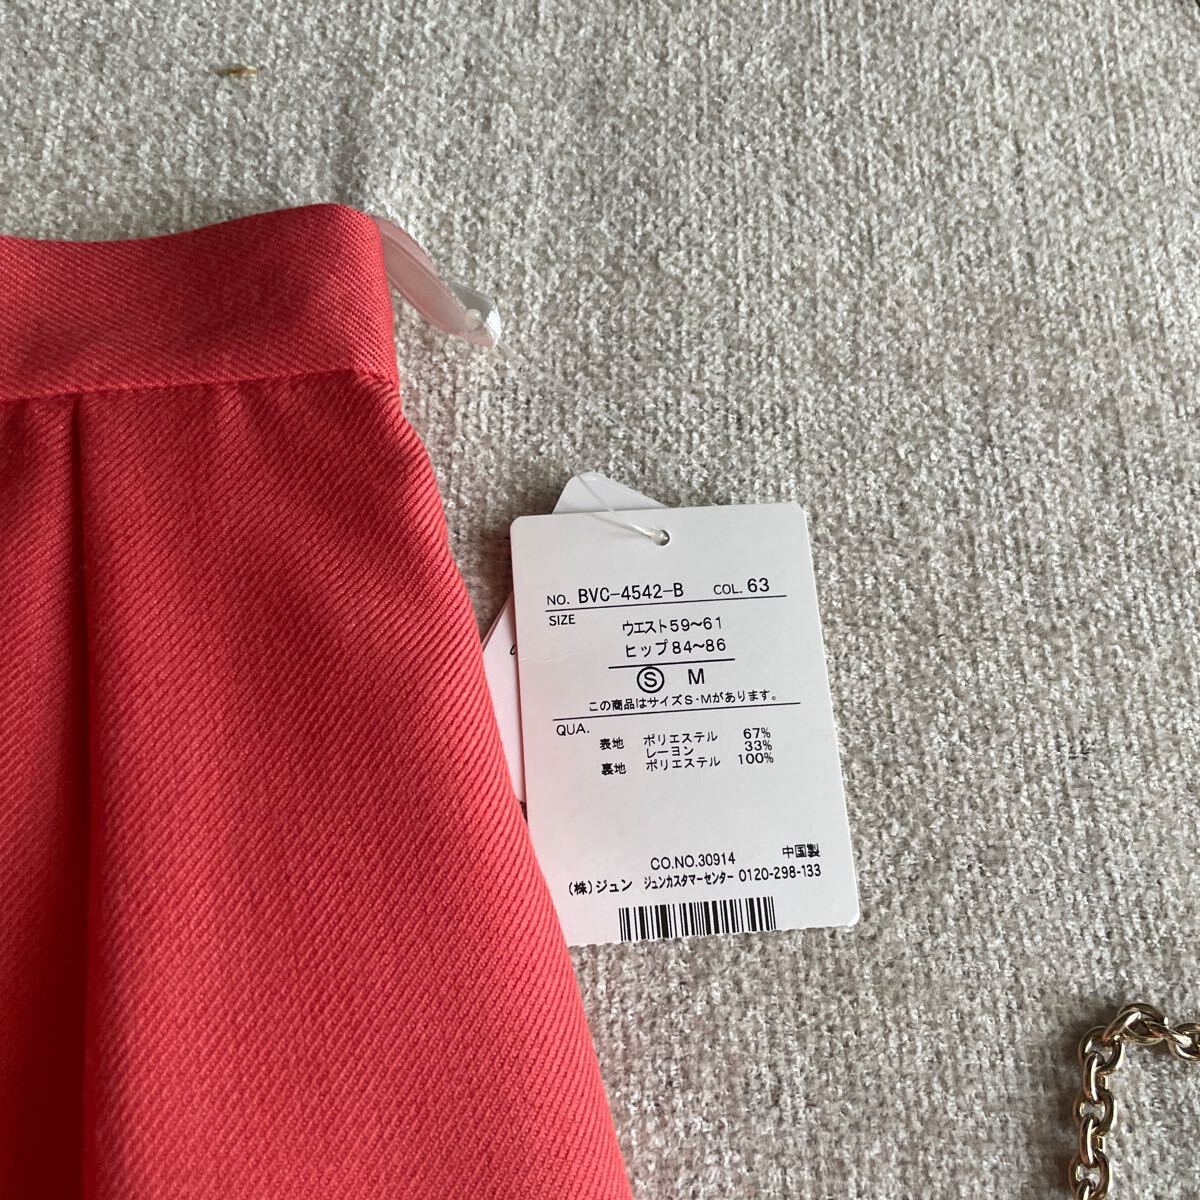 NO. BVC-4542-B COL. 63
SIZE
ウエスト59～61
ヒップ84～86
Ⓢ M
この商品はサイズS・Mがあります。
QUA.
表地 ポリエステル 67%
レーヨン 33%
裏地 ポリエステル 100%
CO.NO.30914 中国製
(株)ジュン ジュンカスタマーセンター 0120-298-133